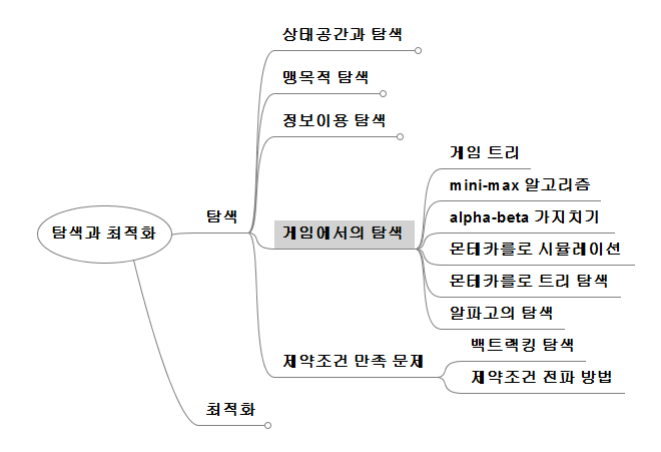 상태공간과 탐색
맹목적 탐색
정보이용 탐색
게임 트리
mini-max 알고리즘
alpha-beta 가지치기
탐색
탐색과 최적화
게임에서의 탐색
몬테카를로 시뮬레이션
몬테카를로 트리 탐색
알파고의 탐색
백트랙킹 탐색
제약조건 만족 문제
제약조건 전파 방법
최적화